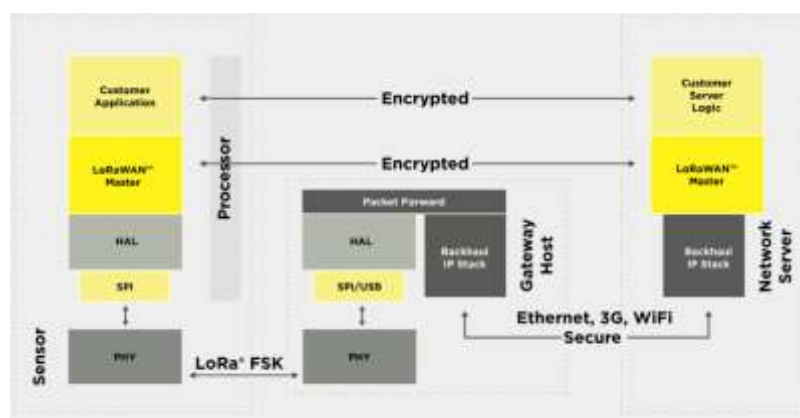 Customer
Application
LoRaWAN™
Master
HAL
SPI
PHY
Sensor
Processor
Encrypted
Encrypted
Packet Forward
HAL
SPI/USB
PHY
Backhaul
IP Stack
Gateway
Host
LoRa® FSK
Ethernet, 3G, WiFi
Secure
Customer
Server
Logic
LoRaWAN™
Master
Backhaul
IP Stack
Network
Server